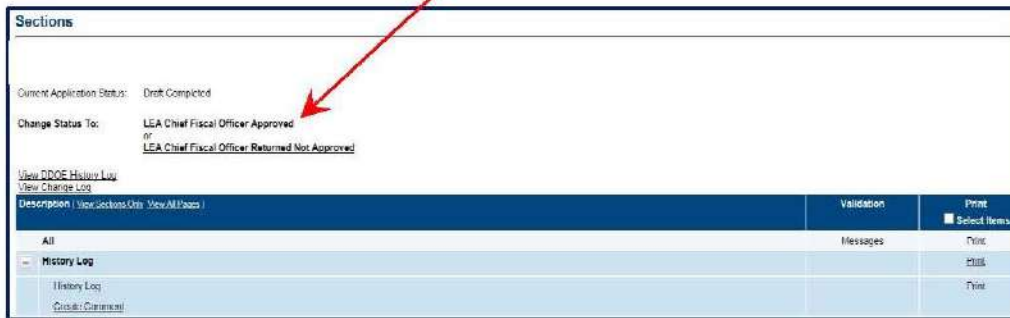 Sections
Current Application Status: Draft Completed
Change Status To: LEA Chief Fiscal Officer Approved
or
LEA Chief Fiscal Officer Returned Not Approved
View DDOE History Log
View Change Log
Description ( View Sections Only View All Pages ) Validation Print
Select Items
All Messages Print
History Log Print
History Log Print
Create Comment